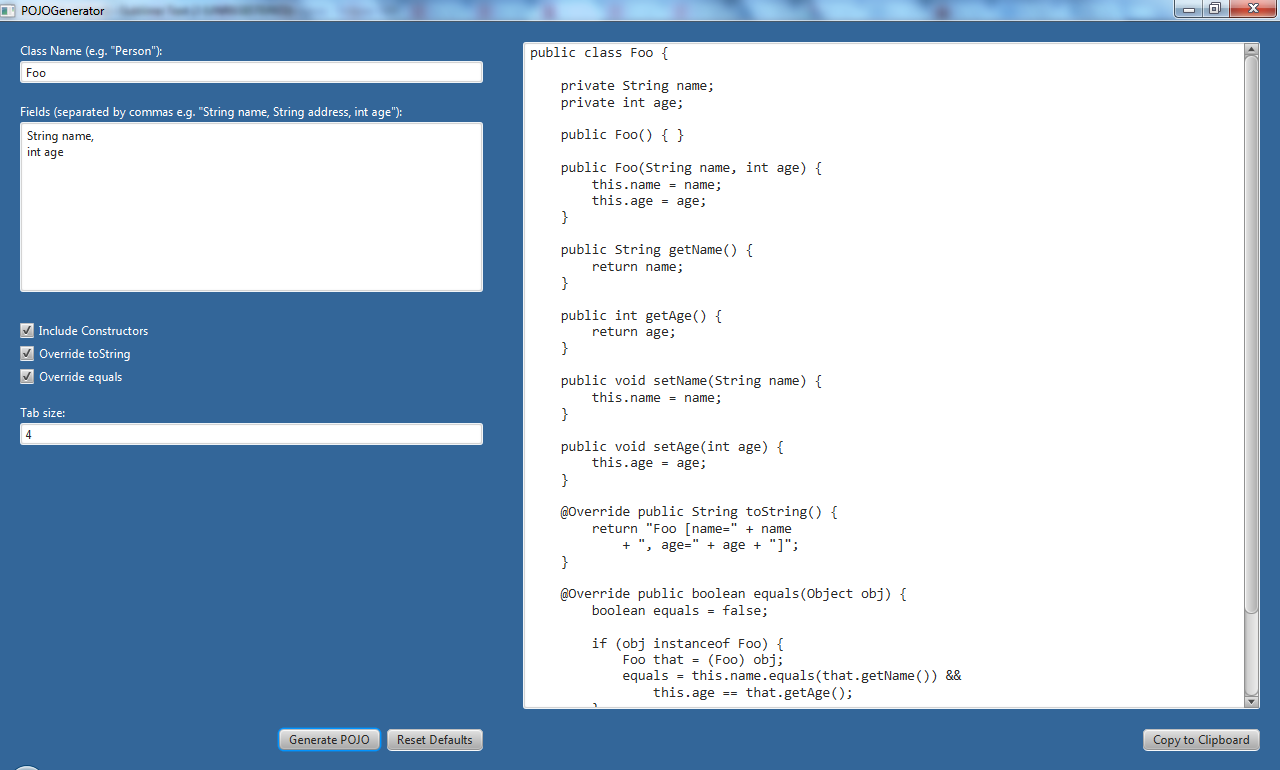 POJOGenerator
Class Name (e.g. "Person"):
Foo
Fields (separated by commas e.g. "String name, String address, int age"):
String name,
int age
Include Constructors
Override toString
Override equals
Tab size:
4
Generate POJO
Reset Defaults
public class Foo {
    private String name;
    private int age;
    public Foo() { }
    public Foo(String name, int age) {
        this.name = name;
        this.age = age;
    }
    public String getName() {
        return name;
    }
    public int getAge() {
        return age;
    }
    public void setName(String name) {
        this.name = name;
    }
    public void setAge(int age) {
        this.age = age;
    }
    @Override public String toString() {
        return "Foo [name=" + name
            + ", age=" + age + "]";
    }
    @Override public boolean equals(Object obj) {
        boolean equals = false;
        if (obj instanceof Foo) {
            Foo that = (Foo) obj;
            equals = this.name.equals(that.getName()) &&
                this.age == that.getAge();
        }
Copy to Clipboard